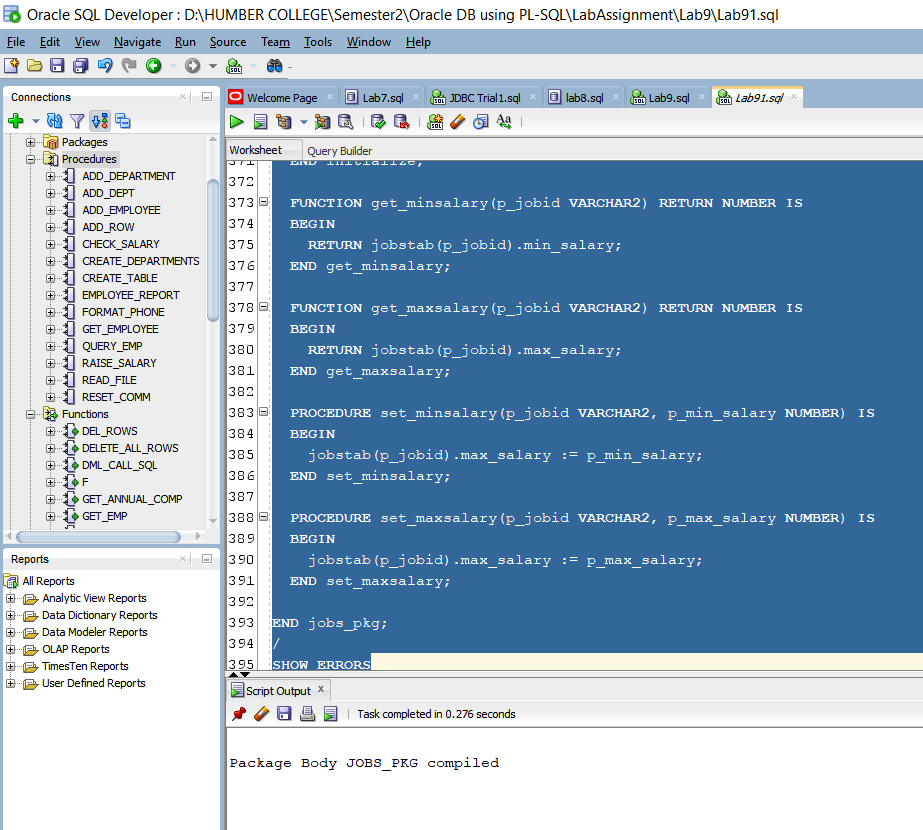 Oracle SQL Developer : D:\HUMBER COLLEGE\Semester2\Oracle DB using PL-SQL\LabAssignment\Lab9\Lab91.sql
File Edit View Navigate Run Source Team Tools Window Help
Connections
Packages
Procedures
ADD_DEPARTMENT
ADD_DEPT
ADD_EMPLOYEE
ADD_ROW
CHECK_SALARY
CREATE_DEPARTMENTS
CREATE_TABLE
EMPLOYEE_REPORT
FORMAT_PHONE
GET_EMPLOYEE
QUERY_EMP
RAISE_SALARY
READ_FILE
RESET_COMM
Functions
DEL_ROWS
DELETE_ALL_ROWS
DML_CALL_SQL
F
GET_ANNUAL_COMP
GET_EMP
Reports
All Reports
Analytic View Reports
Data Dictionary Reports
Data Modeler Reports
OLAP Reports
TimesTen Reports
User Defined Reports
Welcome Page Lab7.sql JDBC Trial1.sql lab8.sql Lab9.sql Lab91.sql
Worksheet Query Builder
371 END initialize;
372
373 FUNCTION get_minsalary(p_jobid VARCHAR2) RETURN NUMBER IS
374 BEGIN
375 RETURN jobstab(p_jobid).min_salary;
376 END get_minsalary;
377
378 FUNCTION get_maxsalary(p_jobid VARCHAR2) RETURN NUMBER IS
379 BEGIN
380 RETURN jobstab(p_jobid).max_salary;
381 END get_maxsalary;
382
383 PROCEDURE set_minsalary(p_jobid VARCHAR2, p_min_salary NUMBER) IS
384 BEGIN
385 jobstab(p_jobid).max_salary := p_min_salary;
386 END set_minsalary;
387
388 PROCEDURE set_maxsalary(p_jobid VARCHAR2, p_max_salary NUMBER) IS
389 BEGIN
390 jobstab(p_jobid).max_salary := p_max_salary;
391 END set_maxsalary;
392
393 END jobs_pkg;
394 /
395 SHOW ERRORS
Script Output
Task completed in 0.276 seconds
Package Body JOBS_PKG compiled